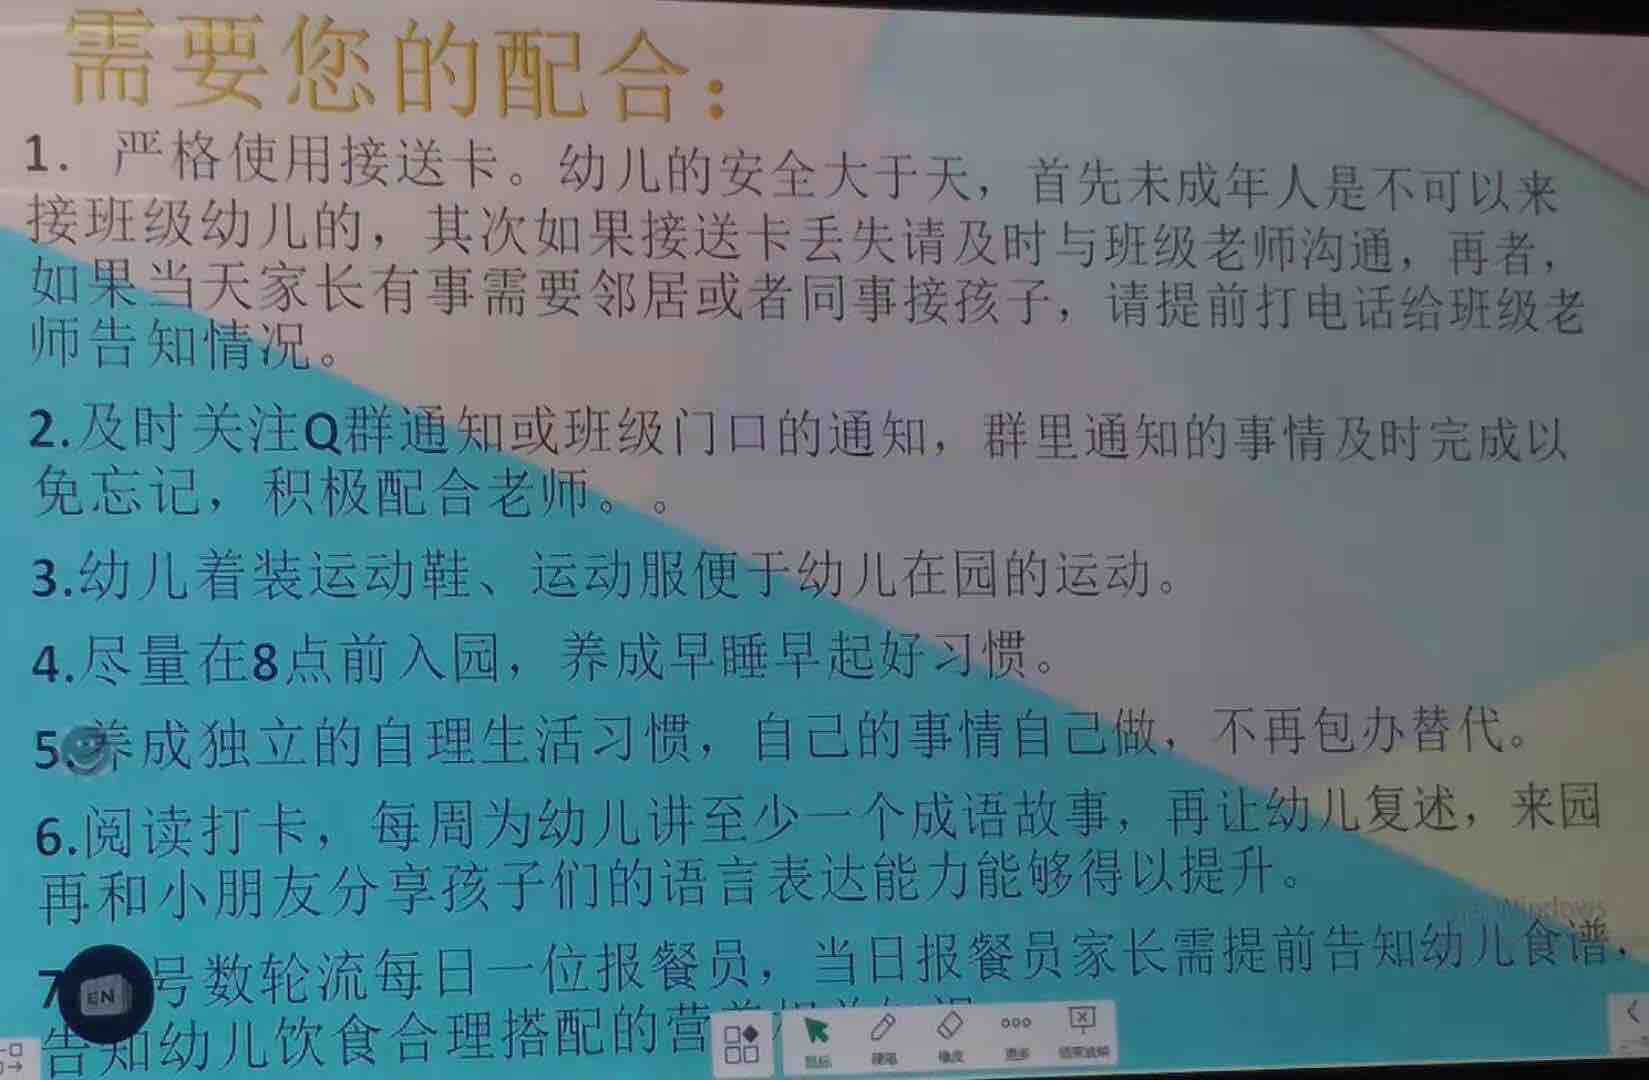 需要您的配合：
1. 严格使用接送卡。幼儿的安全大于天，首先未成年人是不可以来
接班级幼儿的，其次如果接送卡丢失请及时与班级老师沟通，再者，
如果当天家长有事需要邻居或者同事接孩子，请提前打电话给班级老
师告知情况。
2.及时关注Q群通知或班级门口的通知，群里通知的事情及时完成以
免忘记，积极配合老师。。
3.幼儿着装运动鞋、运动服便于幼儿在园的运动。
4.尽量在8点前入园，养成早睡早起好习惯。
5.养成独立的自理生活习惯，自己的事情自己做，不再包办替代。
6.阅读打卡，每周为幼儿讲至少一个成语故事，再让幼儿复述，来园
再和小朋友分享孩子们的语言表达能力能够得以提升。
Windows
7 号数轮流每日一位报餐员，当日报餐员家长需提前告知幼儿食谱，
告知幼儿饮食合理搭配的营
EN
鼠标 硬笔 橡皮 更多 结束放映